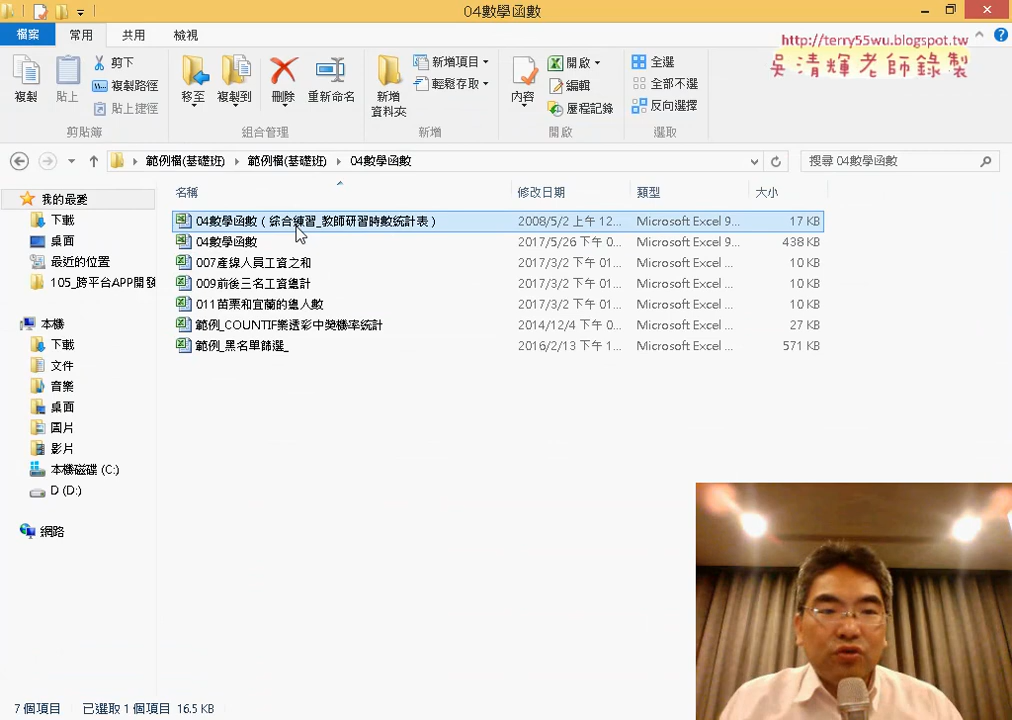 04數學函數
檔案 常用 共用 檢視
http://terry55wu.blogspot.tw
吳清輝老師錄製
複製 貼上 剪下 複製路徑 貼上捷徑 剪貼簿
移至 複製到 刪除 重新命名 組合管理
新增資料夾 新增項目 輕鬆存取 新增
內容 開啟 編輯 歷程記錄 開啟
全選 全部不選 反向選擇 選取
範例檔(基礎班) 範例檔(基礎班) 04數學函數
搜尋 04數學函數
名稱 修改日期 類型 大小
04數學函數（綜合練習_教師研習時數統計表） 2008/5/2 上午 12... Microsoft Excel 9... 17 KB
04數學函數 2017/5/26 下午 0... Microsoft Excel 9... 438 KB
007產線人員工資之和 2017/3/2 下午 01... Microsoft Excel ... 10 KB
009前後三名工資總計 2017/3/2 下午 01... Microsoft Excel ... 10 KB
011苗栗和宜蘭的總人數 2017/3/2 下午 01... Microsoft Excel ... 10 KB
範例_COUNTIF樂透彩中獎機率統計 2014/12/4 下午 0... Microsoft Excel ... 27 KB
範例_黑名單篩選_ 2016/2/13 下午 1... Microsoft Excel ... 571 KB
我的最愛
下載
桌面
最近的位置
105_跨平台APP開發
本機
下載
文件
音樂
桌面
圖片
影片
本機磁碟 (C:)
D (D:)
網路
7 個項目 已選取 1 個項目 16.5 KB